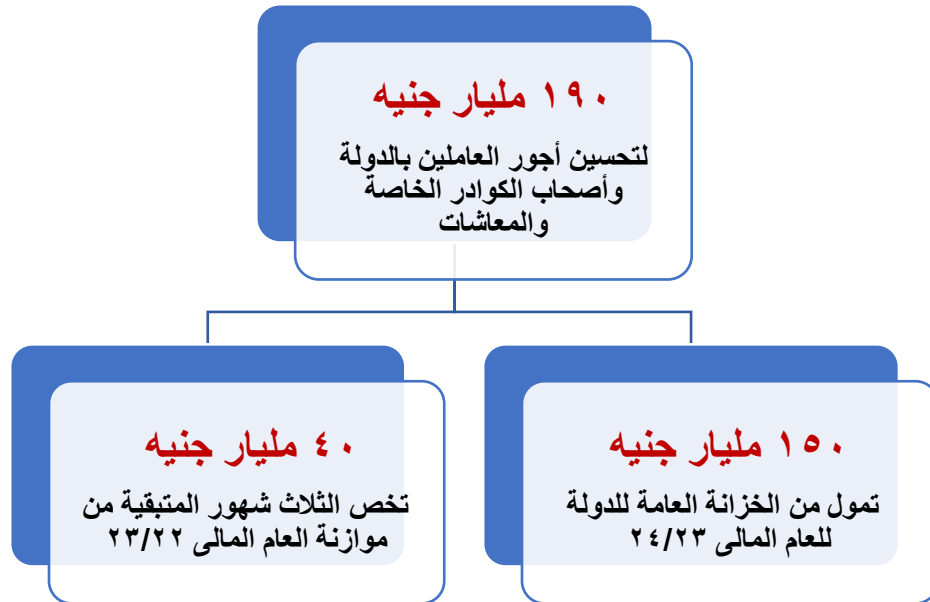 ١٩٠ مليار جنيه
لتحسين أجور العاملين بالدولة
وأصحاب الكوادر الخاصة
والمعاشات
١٥٠ مليار جنيه
تمول من الخزانة العامة للدولة
للعام المالى ٢٤/٢٣
٤٠ مليار جنيه
تخص الثلاث شهور المتبقية من
موازنة العام المالى ٢٣/٢٢